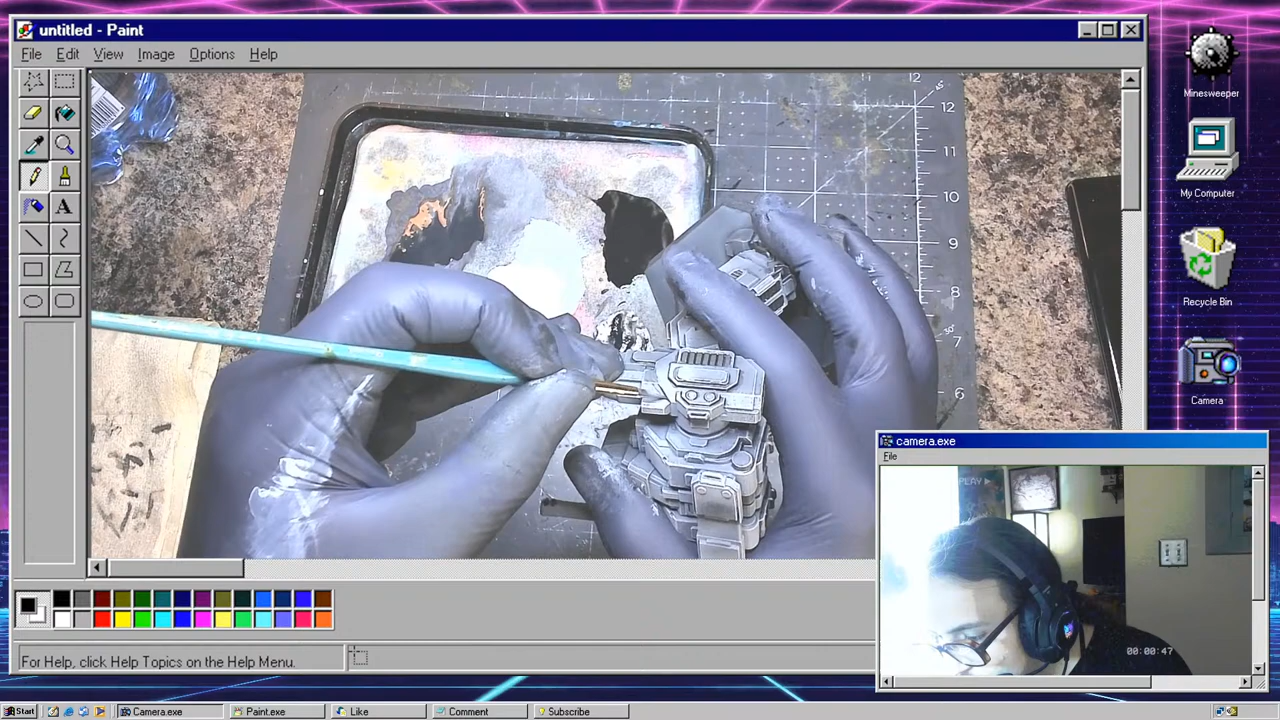 untitled - Paint
File Edit View Image Options Help
12
12
11
10
9
8
7
6
Minesweeper
My Computer
Recycle Bin
Camera
camera.exe
File
PLAY
00:00:47
For Help, click Help Topics on the Help Menu.
Start Camera.exe Paint.exe Like Comment Subscribe